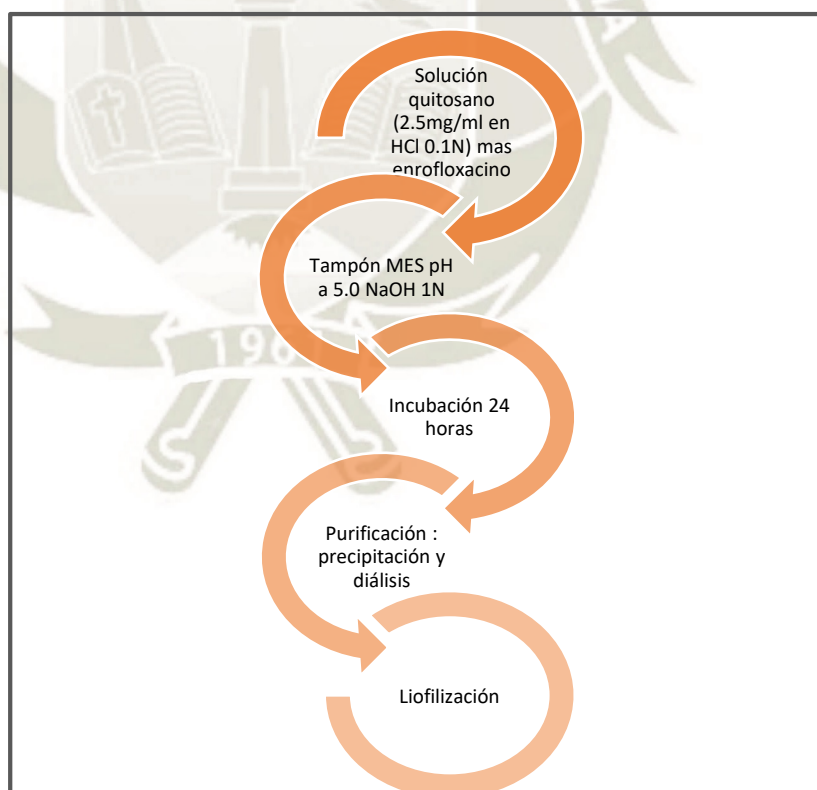 Solución
quitosano
(2.5mg/ml en
HCl 0.1N) mas
enrofloxacino
Tampón MES pH
a 5.0 NaOH 1N
1961
Incubación 24
horas
Purificación :
precipitación y
diálisis
Liofilización